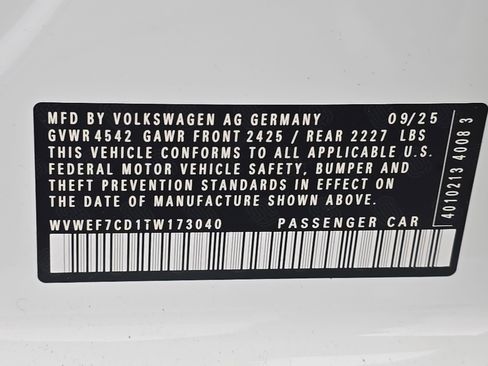 MFD BY VOLKSWAGEN AG GERMANY 09/25
GVWR 4542 GAWR FRONT 2425 / REAR 2227 LBS
THIS VEHICLE CONFORMS TO ALL APPLICABLE U.S.
FEDERAL MOTOR VEHICLE SAFETY, BUMPER AND
THEFT PREVENTION STANDARDS IN EFFECT ON
THE DATE OF MANUFACTURE SHOWN ABOVE.
WVWEF7CD1TW173040 PASSENGER CAR
4010213 4008 3